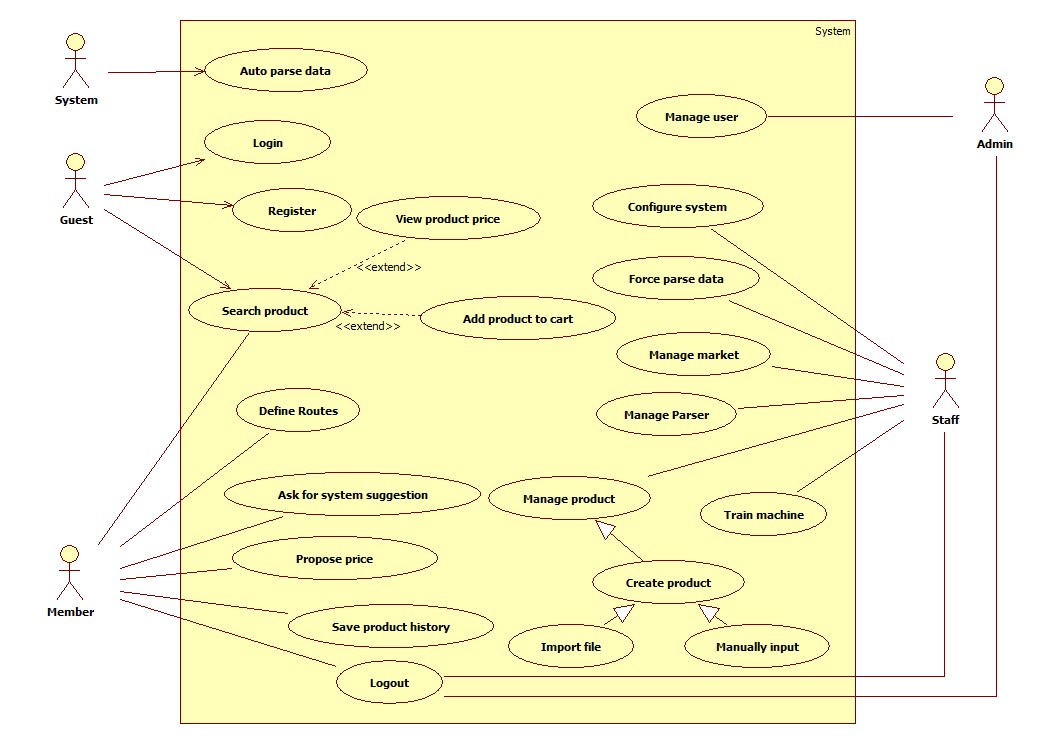 System
System
Auto parse data
Manage user
Admin
Login
Guest
Register
View product price
Configure system
<<extend>>
Force parse data
Search product
Add product to cart
<<extend>>
Manage market
Define Routes
Manage Parser
Staff
Ask for system suggestion
Manage product
Train machine
Propose price
Create product
Member
Save product history
Import file
Manually input
Logout